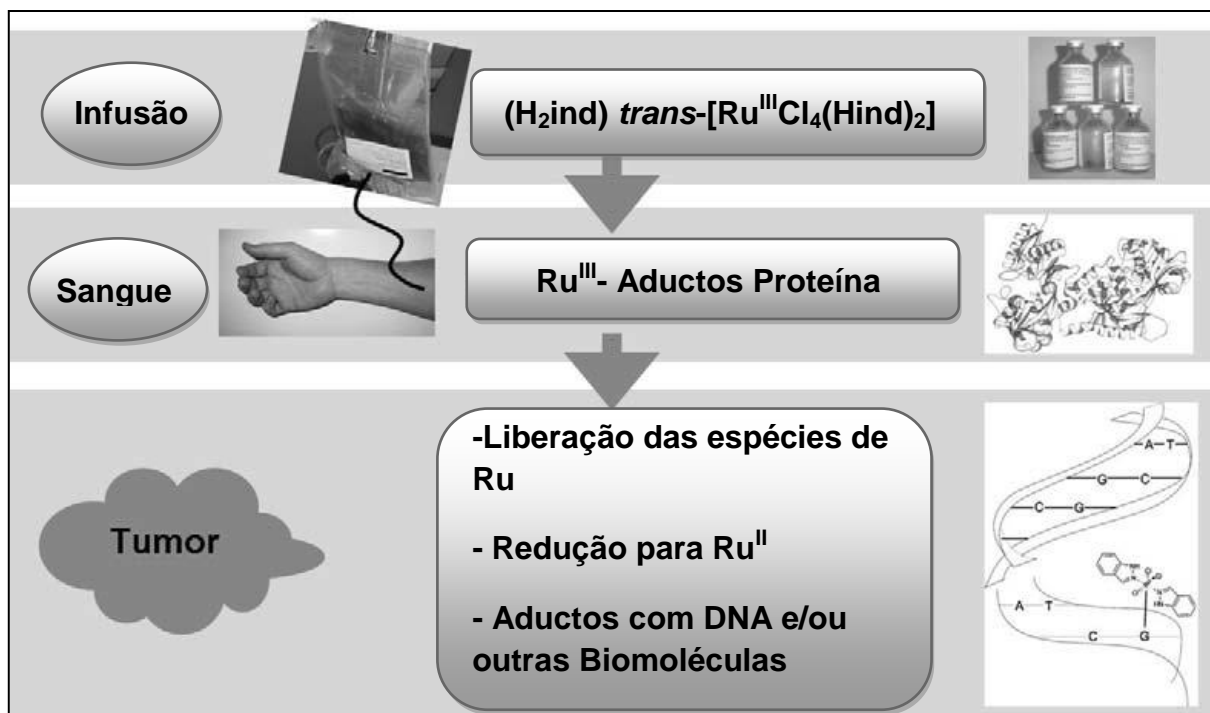 Infusão
(H₂ind) trans-[RuᴵᴵᴵCl₄(Hind)₂]
Sangue
Ruᴵᴵᴵ- Aductos Proteína
Tumor
-Liberação das espécies de
Ru
- Redução para Ruᴵᴵ
- Aductos com DNA e/ou
outras Biomoléculas
A T
G C
C G
A T
C G